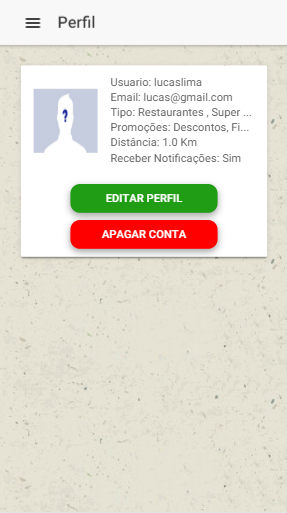 Perfil
?
Usuario: lucaslima
Email: lucas@gmail.com
Tipo: Restaurantes , Super ...
Promoções: Descontos, Fi...
Distância: 1.0 Km
Receber Notificações: Sim
EDITAR PERFIL
APAGAR CONTA